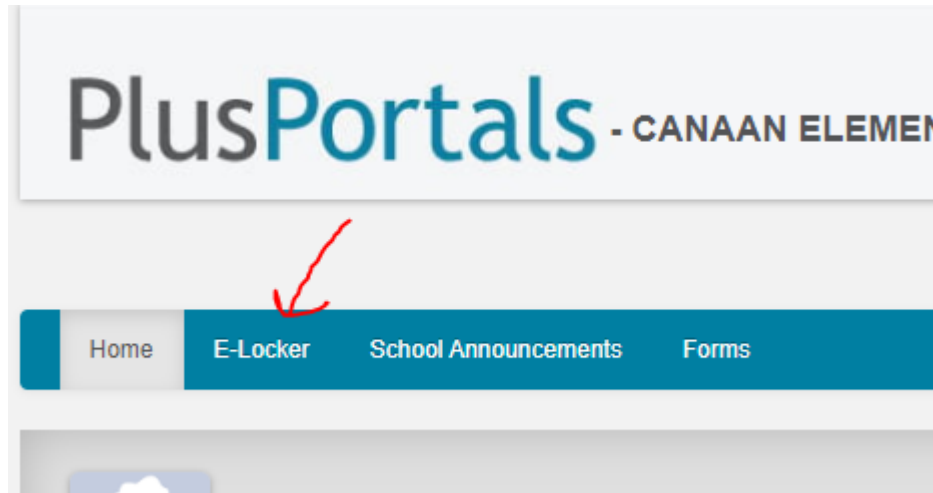 PlusPortals - CANAAN ELEMEN
Home E-Locker School Announcements Forms